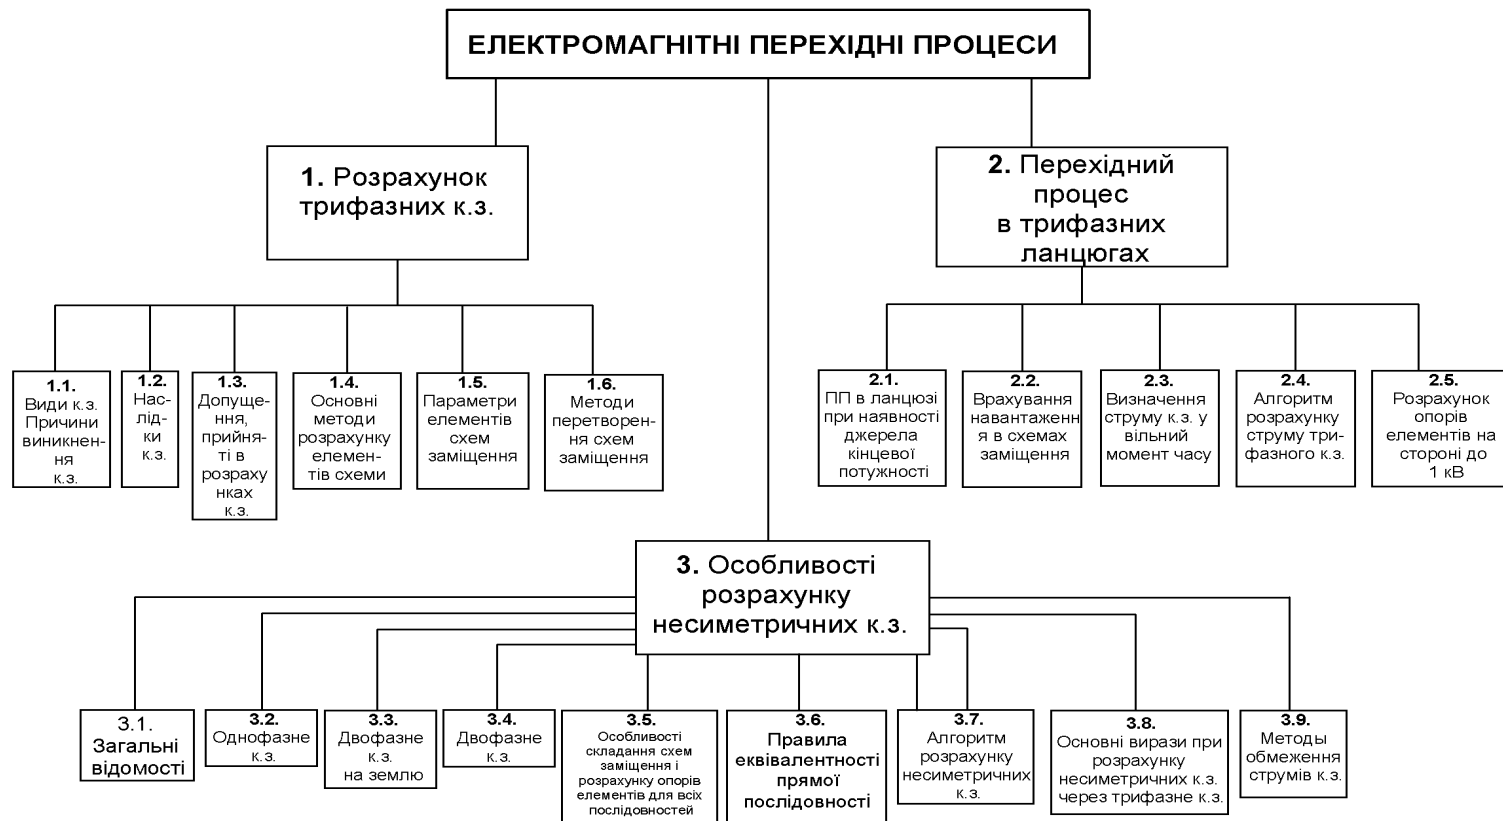 ЕЛЕКТРОМАГНІТНІ ПЕРЕХІДНІ ПРОЦЕСИ
1. Розрахунок
трифазних к.з.
2. Перехідний
процес
в трифазних
ланцюгах
1.1.
Види к.з.
Причини
виникнен-
ня
к.з.
1.2.
Нас-
лід-
ки
к.з.
1.3.
Допуще-
ння,
прийня-
ті в
розраху
нках
к.з.
1.4.
Основні
методи
розрахунку
елемен-
тів схеми
1.5.
Параметри
елементів
схем
заміщення
1.6.
Методи
перетворен-
ня схем
заміщення
2.1.
ПП в ланцюзі
при наявності
джерела
кінцевої
потужності
2.2.
Врахування
навантаженн
я в схемах
заміщення
2.3.
Визначення
струму к.з. у
вільний
момент часу
2.4.
Алгоритм
розрахунку
струму три-
фазного к.з.
2.5.
Розрахунок
опорів
елементів на
стороні до
1 кВ
3. Особливості
розрахунку
несиметричних к.з.
3.1.
Загальні
відомості
3.2.
Однофазне
к.з.
3.3.
Двофазне
к.з.
на землю
3.4.
Двофазне
к.з.
3.5.
Особливості
складання схем
заміщення і
розрахунку опорів
елементів для всіх
послідовностей
3.6.
Правила
еквівалентності
прямої
послідовності
3.7.
Алгоритм
розрахунку
несиметричних
к.з.
3.8.
Основні вирази при
розрахунку
несиметричних к.з.
через трифазне к.з.
3.9.
Методы
обмеження
струмів к.з.